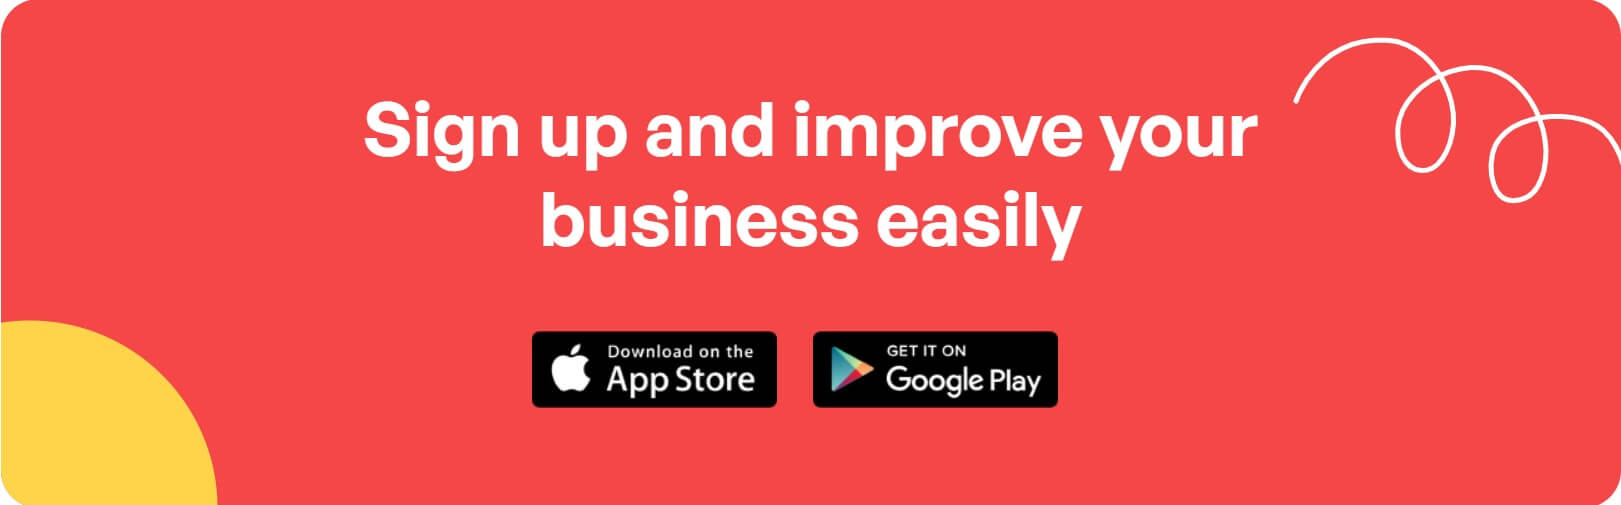 Sign up and improve your
business easily
Download on the
App Store
GET IT ON
Google Play